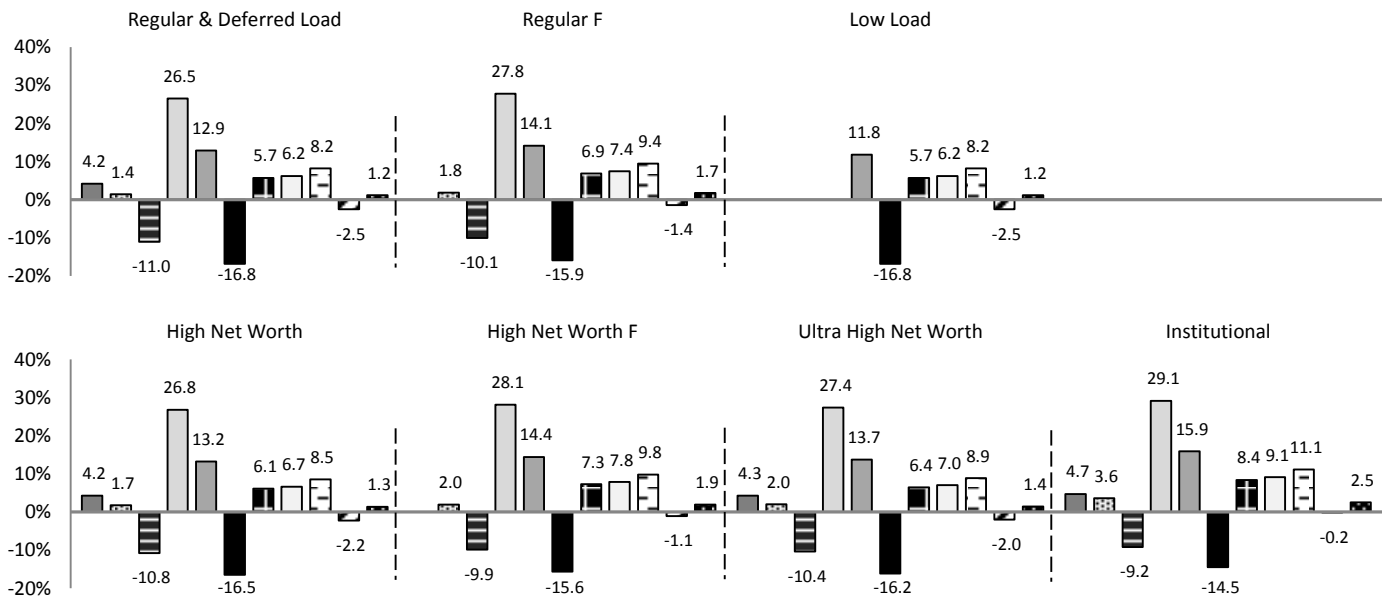 Regular & Deferred Load Regular F Low Load
40%
30%
20%
10%
0%
-10%
-20%
4.2 1.4 -11.0 26.5 12.9 -16.8 5.7 6.2 8.2 -2.5 1.2
1.8 -10.1 27.8 14.1 -15.9 6.9 7.4 9.4 -1.4 1.7
11.8 -16.8 5.7 6.2 8.2 -2.5 1.2
High Net Worth High Net Worth F Ultra High Net Worth Institutional
40%
30%
20%
10%
0%
-10%
-20%
4.2 1.7 -10.8 26.8 13.2 -16.5 6.1 6.7 8.5 -2.2 1.3
2.0 -9.9 28.1 14.4 -15.6 7.3 7.8 9.8 -1.1 1.9
4.3 2.0 -10.4 27.4 13.7 -16.2 6.4 7.0 8.9 -2.0 1.4
4.7 3.6 -9.2 29.1 15.9 -14.5 8.4 9.1 11.1 -0.2 2.5